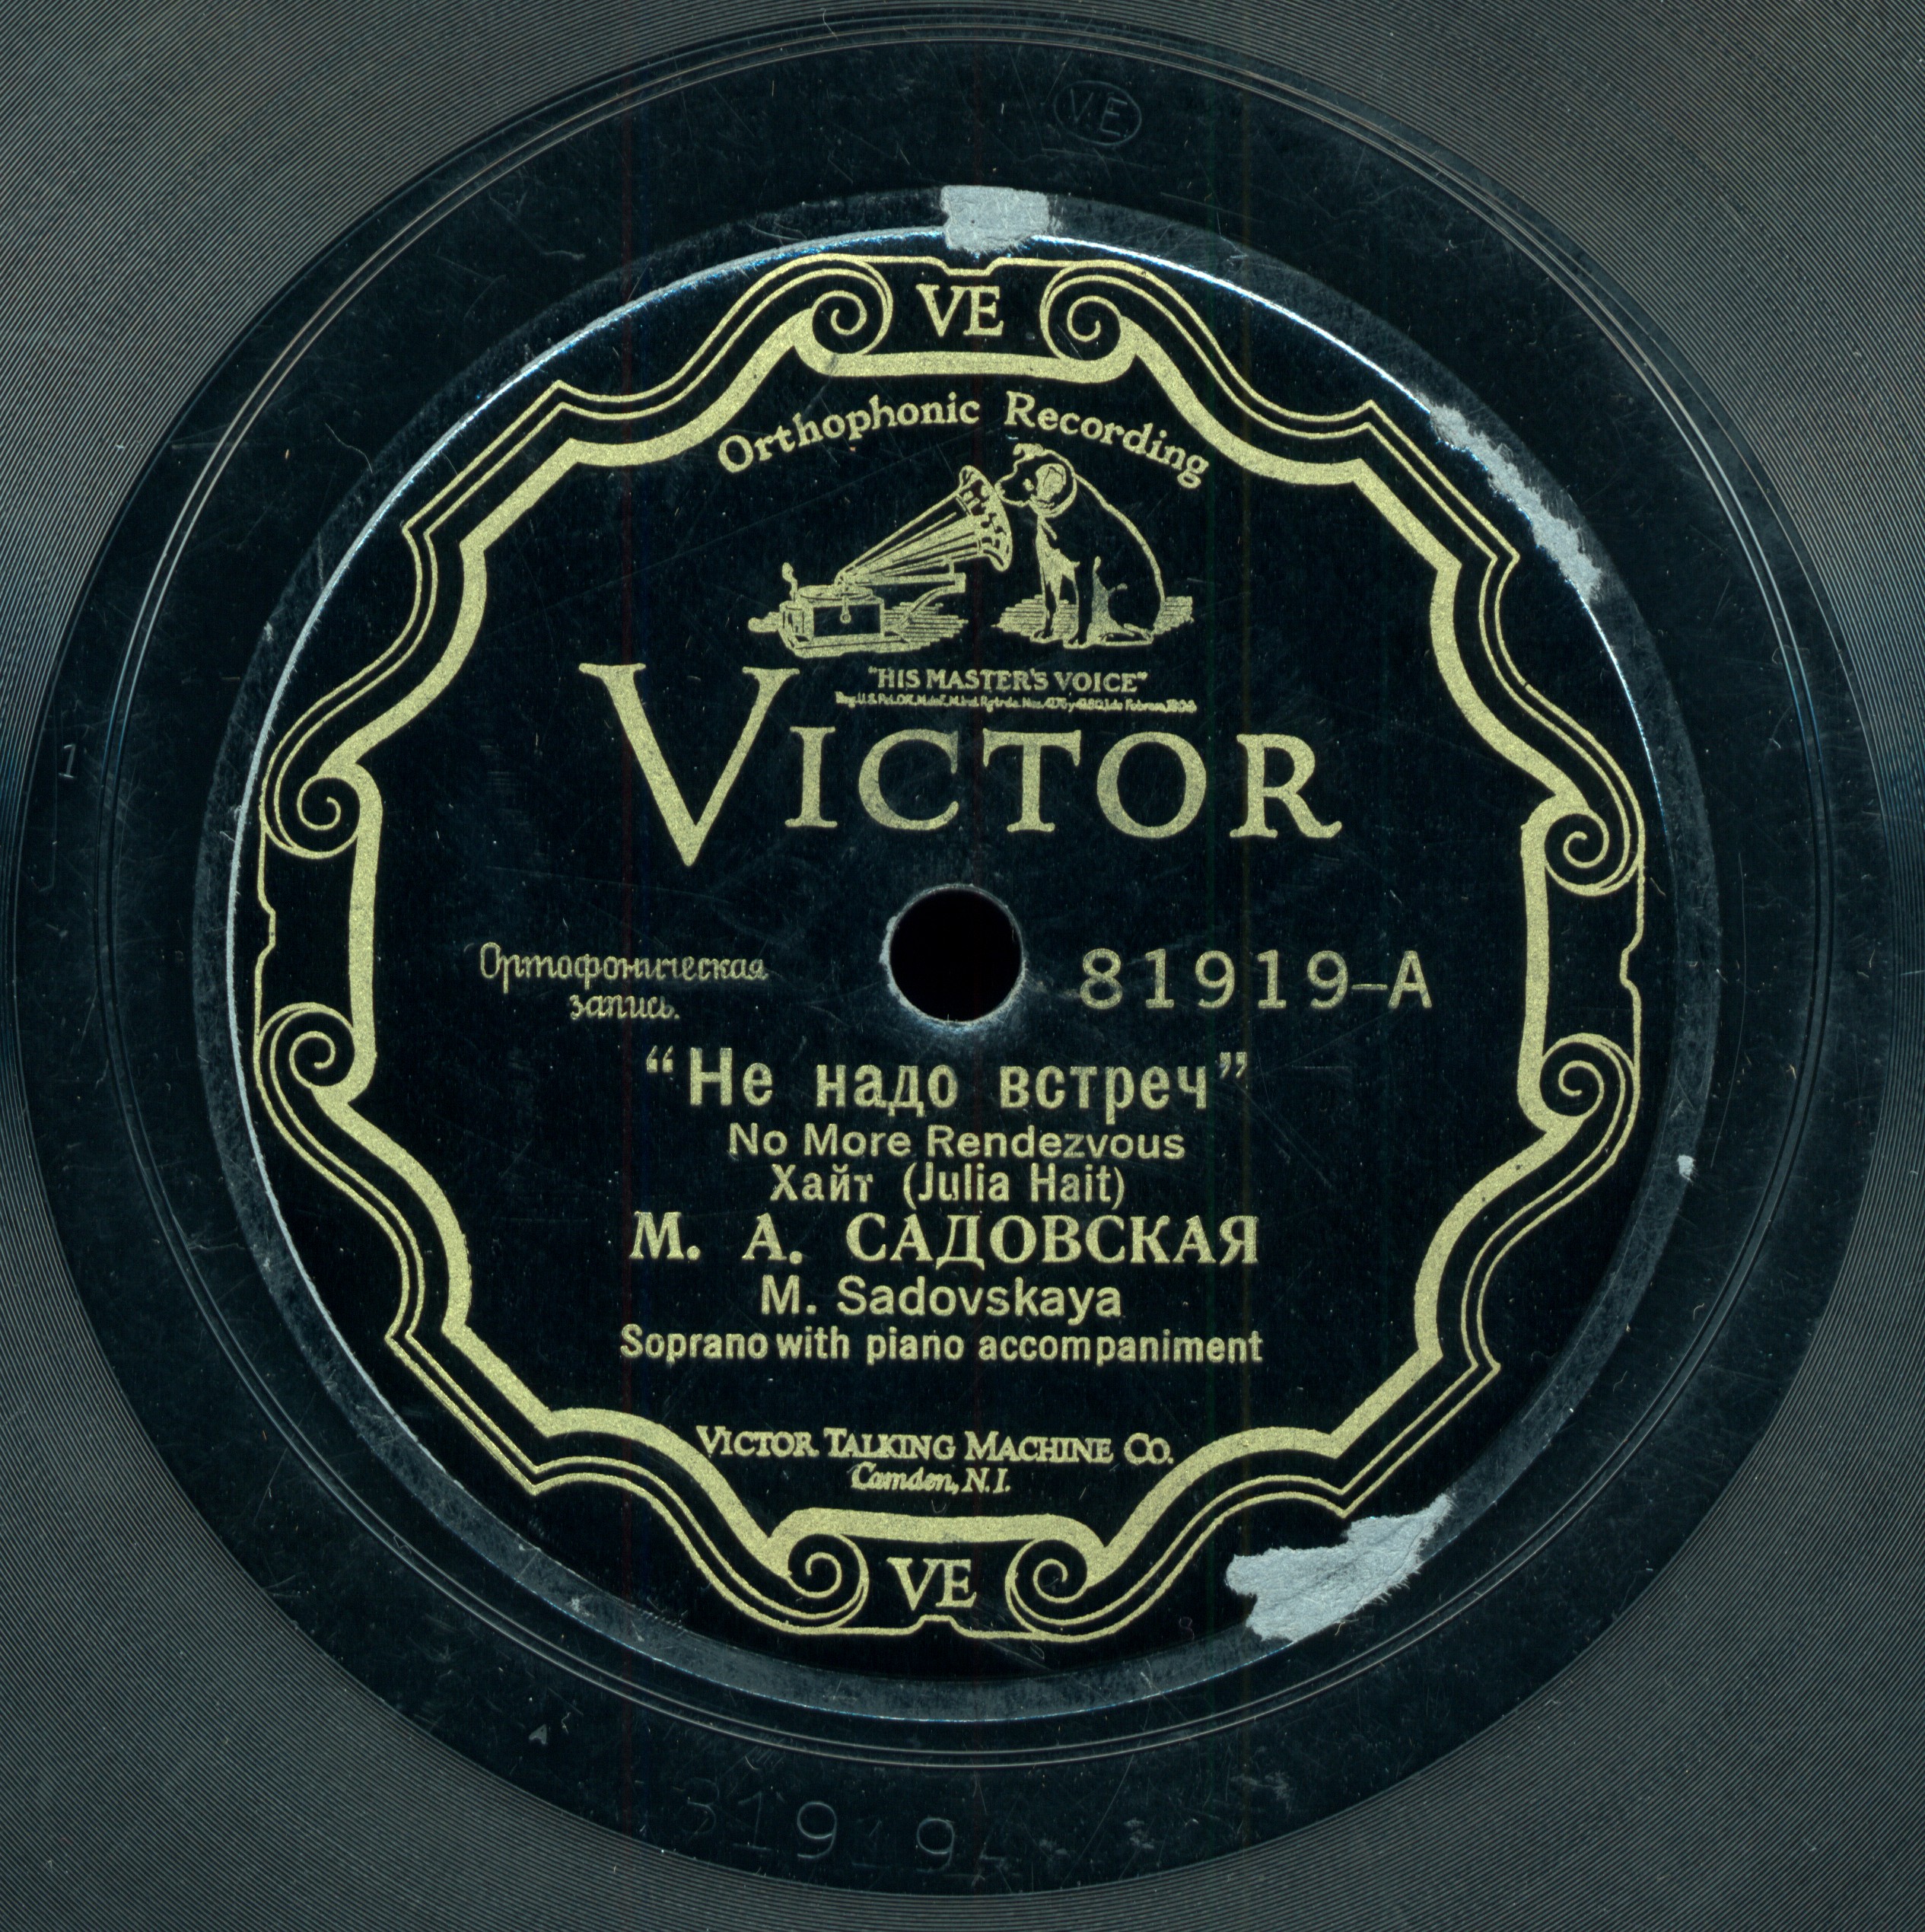 VE
VE
Orthophonic Recording
"HIS MASTER'S VOICE"
VICTOR
Ортофоническая
запись.
81919-A
"Не надо встреч"
No More Rendezvous
Хайт (Julia Hait)
М. А. САДОВСКАЯ
M. Sadovskaya
Soprano with piano accompaniment
VICTOR TALKING MACHINE CO.
Camden, N.J.
VE
1
A